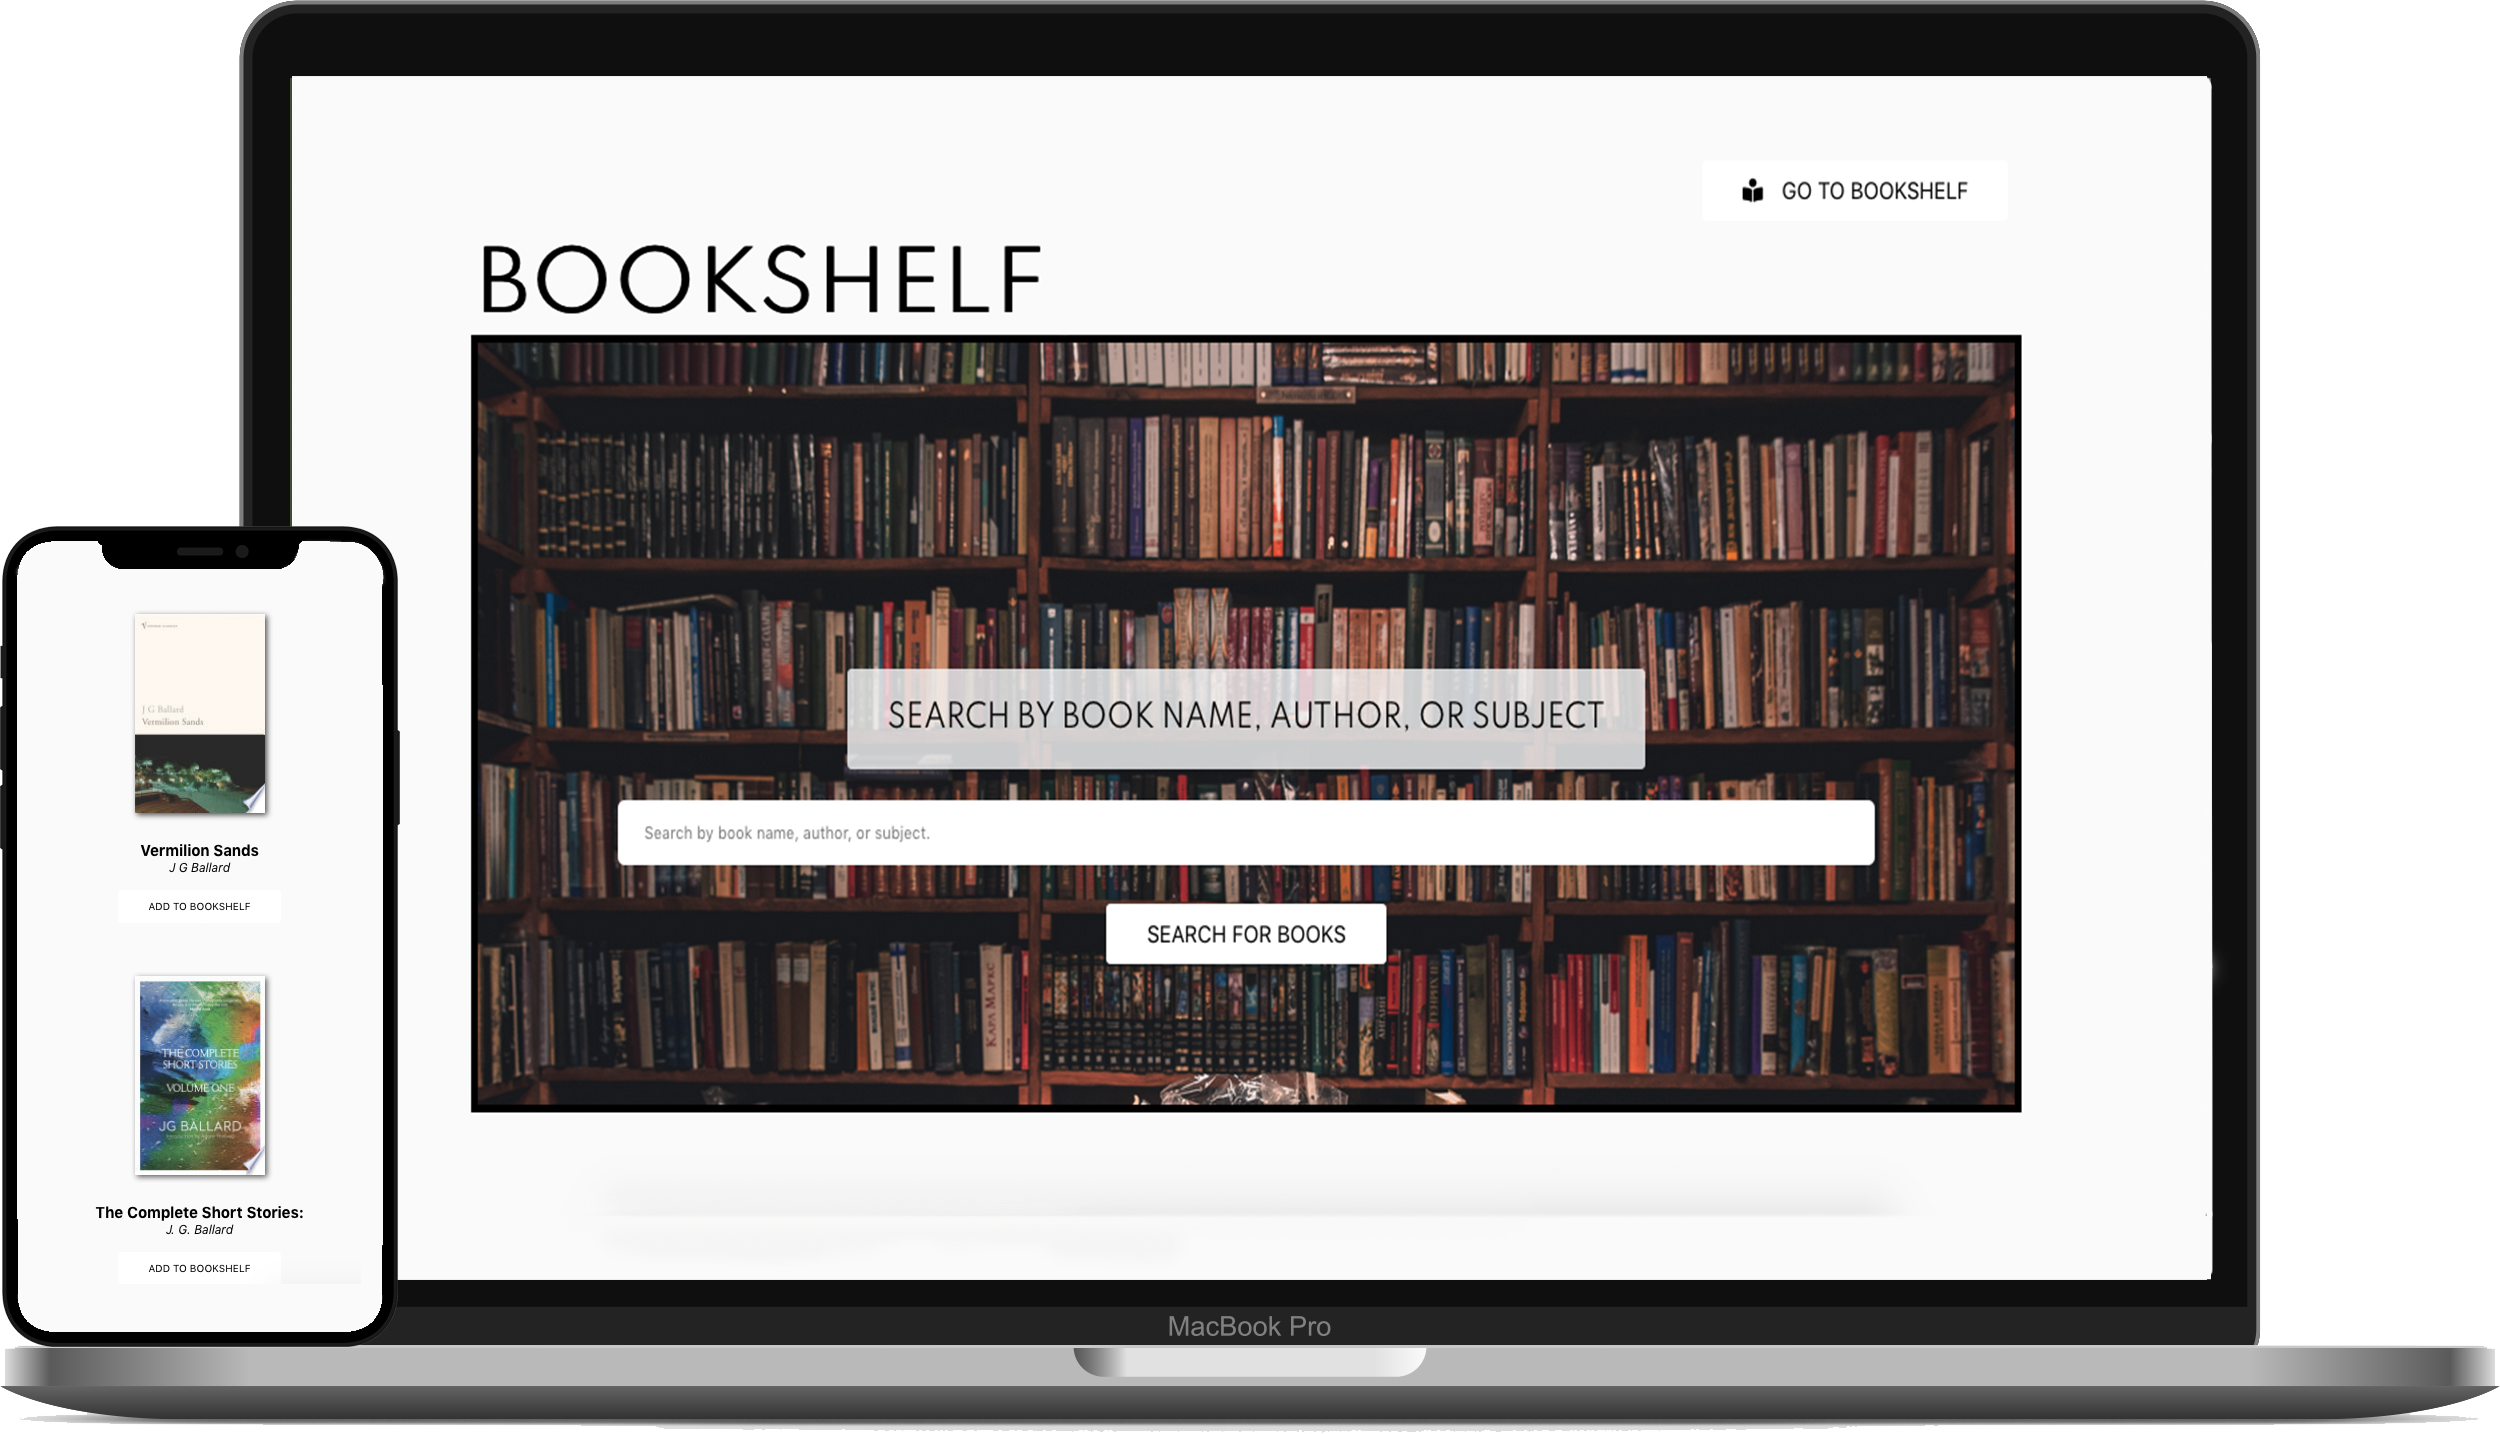 GO TO BOOKSHELF
BOOKSHELF
SEARCH BY BOOK NAME, AUTHOR, OR SUBJECT
Search by book name, author, or subject.
SEARCH FOR BOOKS
КАРЛ МАРКС
J G Ballard
Vermilion Sands
Vermilion Sands
J G Ballard
ADD TO BOOKSHELF
THE COMPLETE
SHORT STORIES
VOLUME ONE
JG BALLARD
The Complete Short Stories:
J. G. Ballard
ADD TO BOOKSHELF
MacBook Pro